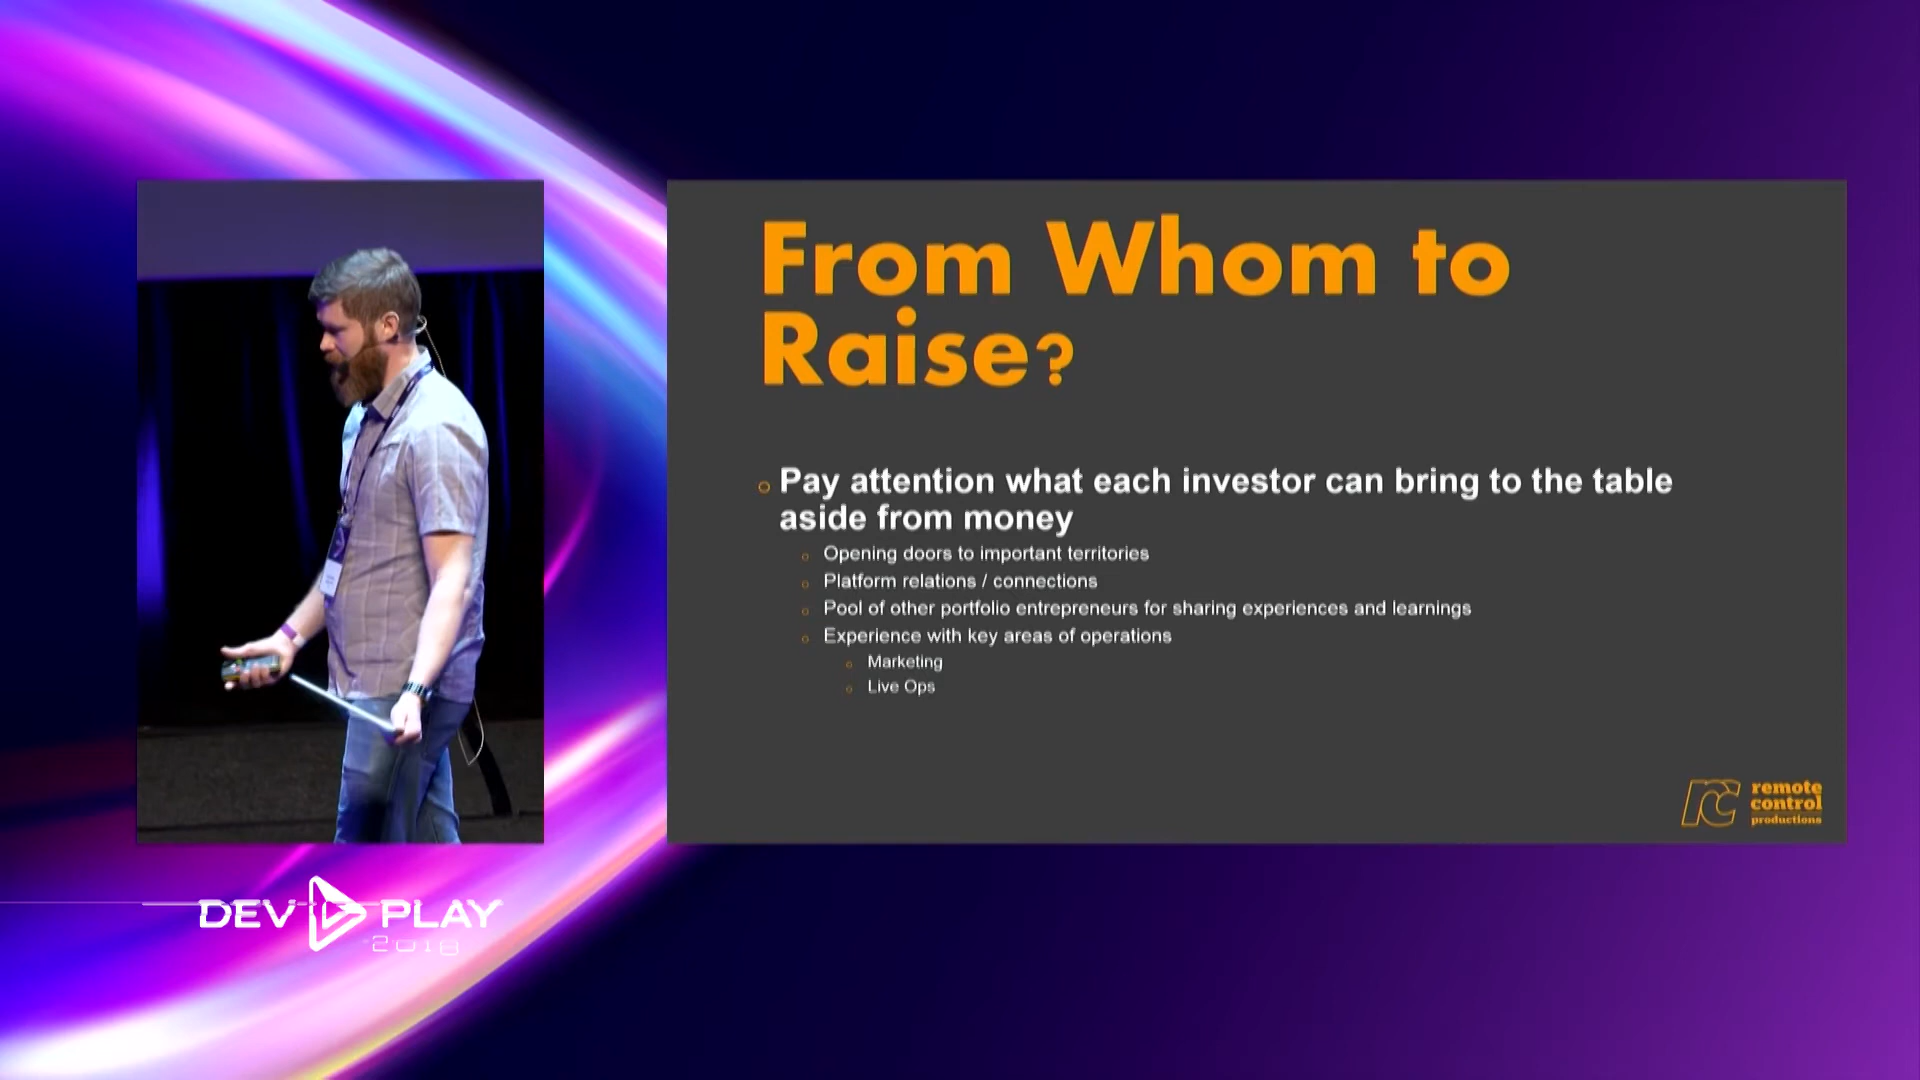 From Whom to
Raise?
Pay attention what each investor can bring to the table
aside from money
Opening doors to important territories
Platform relations / connections
Pool of other portfolio entrepreneurs for sharing experiences and learnings
Experience with key areas of operations
Marketing
Live Ops
rc remote
control
productions
DEV PLAY
2018